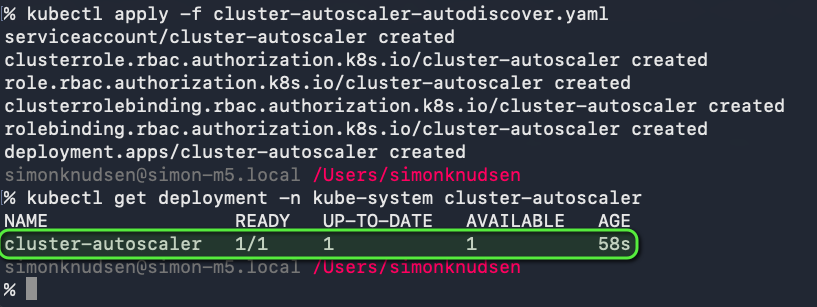 % kubectl apply -f cluster-autoscaler-autodiscover.yaml
serviceaccount/cluster-autoscaler created
clusterrole.rbac.authorization.k8s.io/cluster-autoscaler created
role.rbac.authorization.k8s.io/cluster-autoscaler created
clusterrolebinding.rbac.authorization.k8s.io/cluster-autoscaler created
rolebinding.rbac.authorization.k8s.io/cluster-autoscaler created
deployment.apps/cluster-autoscaler created
simonknudsen@simon-m5.local /Users/simonknudsen
% kubectl get deployment -n kube-system cluster-autoscaler
NAME READY UP-TO-DATE AVAILABLE AGE
cluster-autoscaler 1/1 1 1 58s
simonknudsen@simon-m5.local /Users/simonknudsen
%